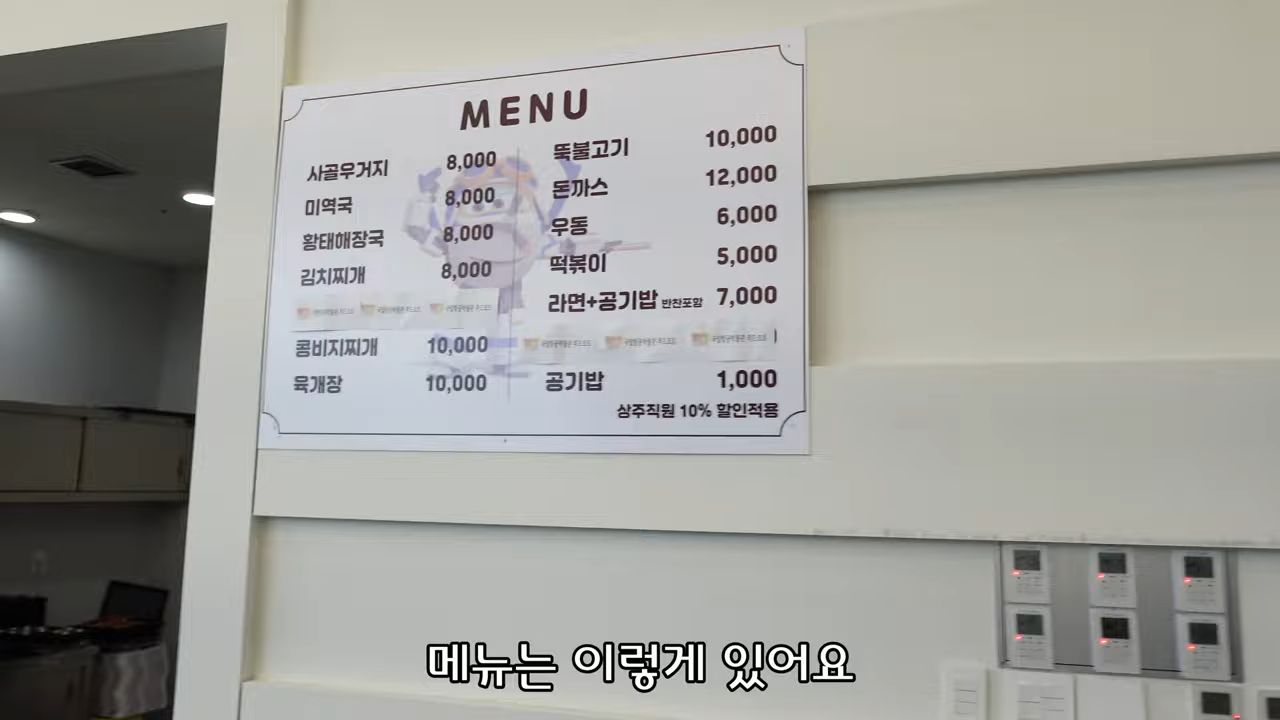 MENU
사골우거지 8,000
미역국 8,000
황태해장국 8,000
김치찌개 8,000
콩비지찌개 10,000
육개장 10,000
뚝불고기 10,000
돈까스 12,000
우동 6,000
떡볶이 5,000
라면+공기밥 반찬포함 7,000
공기밥 1,000
상주직원 10% 할인적용
메뉴는 이렇게 있어요